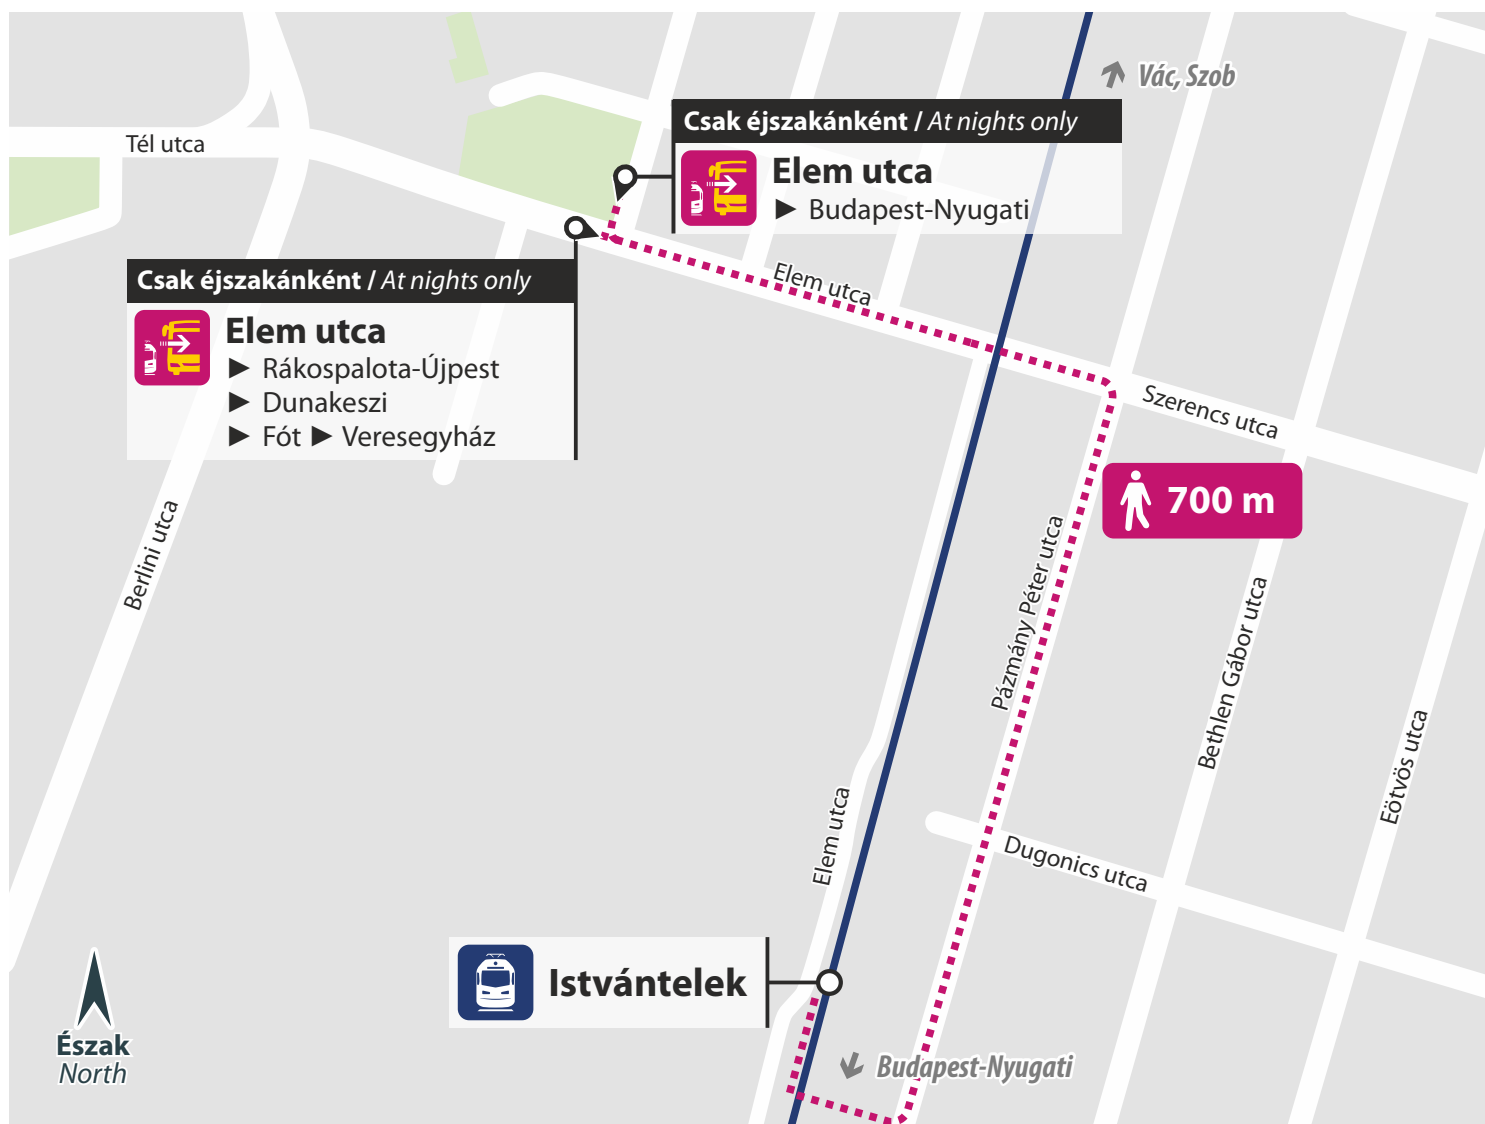 Vác, Szob
Csak éjszakánként / At nights only
Elem utca
► Budapest-Nyugati
Tél utca
Csak éjszakánként / At nights only
Elem utca
► Rákospalota-Újpest
► Dunakeszi
► Fót ► Veresegyház
Elem utca
Szerencs utca
700 m
Berlini utca
Pázmány Péter utca
Bethlen Gábor utca
Eötvös utca
Elem utca
Dugonics utca
Istvántelek
Budapest-Nyugati
Észak
North